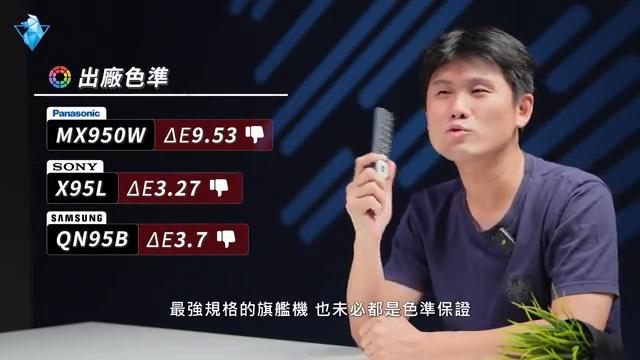 出廠色準
Panasonic
MX950W ΔE9.53
SONY
X95L ΔE3.27
SAMSUNG
QN95B ΔE3.7
最強規格的旗艦機 也未必都是色準保證